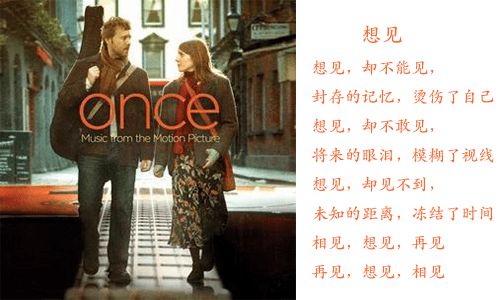 once
Music from the Motion Picture
想见
想见，却不能见，
封存的记忆，烫伤了自己
想见，却不敢见，
将来的眼泪，模糊了视线
想见，却见不到，
未知的距离，冻结了时间
相见，想见，再见
再见，想见，相见